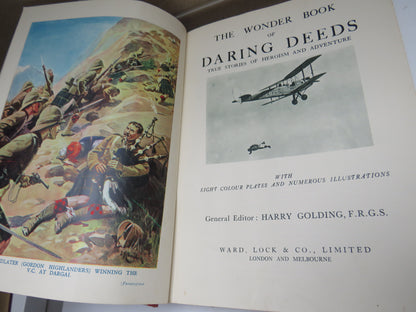 DLATER (GORDON HIGHLANDERS) WINNING THE
V.C. AT DARGAI.
[Frontispiece
THE WONDER BOOK
OF
DARING DEEDS
TRUE STORIES OF HEROISM AND ADVENTURE
WITH
EIGHT COLOUR PLATES AND NUMEROUS ILLUSTRATIONS
General Editor: HARRY GOLDING, F.R.G.S.
WARD, LOCK & CO., LIMITED
LONDON AND MELBOURNE